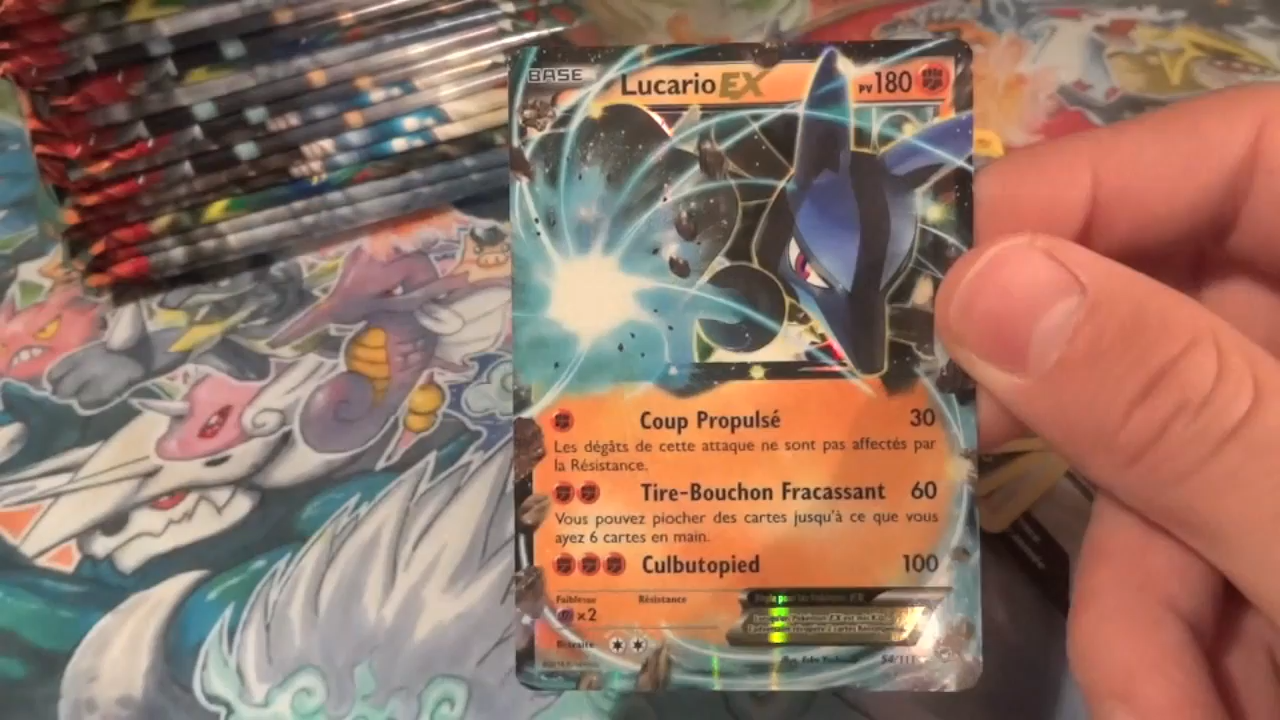 BASE
Lucario EX PV180
Coup Propulsé 30
Les dégâts de cette attaque ne sont pas affectés par
la Résistance.
Tire-Bouchon Fracassant 60
Vous pouvez piocher des cartes jusqu'à ce que vous
ayez 6 cartes en main.
Culbutopied 100
Faiblesse Résistance
×2
Retraite
54/111